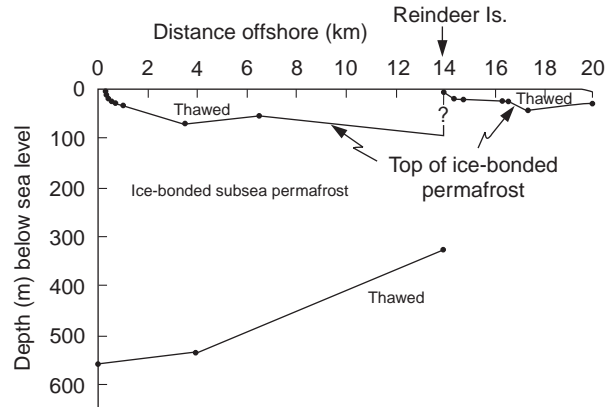 Reindeer Is.
Distance offshore (km)
0 2 4 6 8 10 12 14 16 18 20
0
100
200
300
400
500
600
Depth (m) below sea level
Thawed
?
Thawed
Top of ice-bonded
permafrost
Ice-bonded subsea permafrost
Thawed